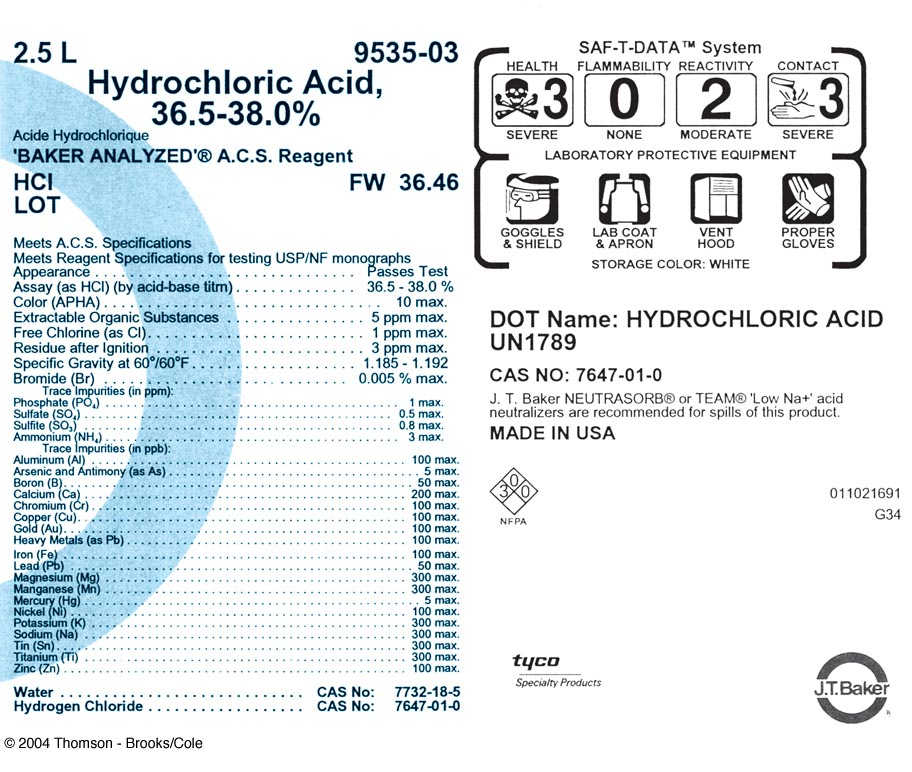 2.5 L 9535-03
Hydrochloric Acid,
36.5-38.0%
Acide Hydrochlorique
'BAKER ANALYZED'® A.C.S. Reagent
HCl FW 36.46
LOT
Meets A.C.S. Specifications
Meets Reagent Specifications for testing USP/NF monographs
Appearance . . . . . . . . . . Passes Test
Assay (as HCl) (by acid-base titrn) . . . . . . . . . . 36.5 - 38.0 %
Color (APHA) . . . . . . . . . . 10 max.
Extractable Organic Substances . . . . . . . . . . 5 ppm max.
Free Chlorine (as Cl) . . . . . . . . . . 1 ppm max.
Residue after Ignition . . . . . . . . . . 3 ppm max.
Specific Gravity at 60°/60°F . . . . . . . . . . 1.185 - 1.192
Bromide (Br) . . . . . . . . . . 0.005 % max.
Trace Impurities (in ppm):
Phosphate (PO₄) . . . . . . . . . . 1 max.
Sulfate (SO₄) . . . . . . . . . . 0.5 max.
Sulfite (SO₃) . . . . . . . . . . 0.8 max.
Ammonium (NH₄) . . . . . . . . . . 3 max.
Trace Impurities (in ppb):
Aluminum (Al) . . . . . . . . . . 100 max.
Arsenic and Antimony (as As) . . . . . . . . . . 5 max.
Boron (B) . . . . . . . . . . 50 max.
Calcium (Ca) . . . . . . . . . . 200 max.
Chromium (Cr) . . . . . . . . . . 100 max.
Copper (Cu) . . . . . . . . . . 100 max.
Gold (Au) . . . . . . . . . . 100 max.
Heavy Metals (as Pb) . . . . . . . . . . 100 max.
Iron (Fe) . . . . . . . . . . 100 max.
Lead (Pb) . . . . . . . . . . 50 max.
Magnesium (Mg) . . . . . . . . . . 300 max.
Manganese (Mn) . . . . . . . . . . 300 max.
Mercury (Hg) . . . . . . . . . . 5 max.
Nickel (Ni) . . . . . . . . . . 100 max.
Potassium (K) . . . . . . . . . . 300 max.
Sodium (Na) . . . . . . . . . . 300 max.
Tin (Sn) . . . . . . . . . . 300 max.
Titanium (Ti) . . . . . . . . . . 300 max.
Zinc (Zn) . . . . . . . . . . 100 max.
Water . . . . . . . . . . CAS No: 7732-18-5
Hydrogen Chloride . . . . . . . . . . CAS No: 7647-01-0
SAF-T-DATA™ System
HEALTH FLAMMABILITY REACTIVITY CONTACT
3 0 2 3
SEVERE NONE MODERATE SEVERE
LABORATORY PROTECTIVE EQUIPMENT
GOGGLES LAB COAT VENT PROPER
& SHIELD & APRON HOOD GLOVES
STORAGE COLOR: WHITE
DOT Name: HYDROCHLORIC ACID
UN1789
CAS NO: 7647-01-0
J. T. Baker NEUTRASORB® or TEAM® 'Low Na+' acid
neutralizers are recommended for spills of this product.
MADE IN USA
0
3 0
0
NFPA
011021691
G34
tyco
Specialty Products
J.T.Baker
®
© 2004 Thomson - Brooks/Cole